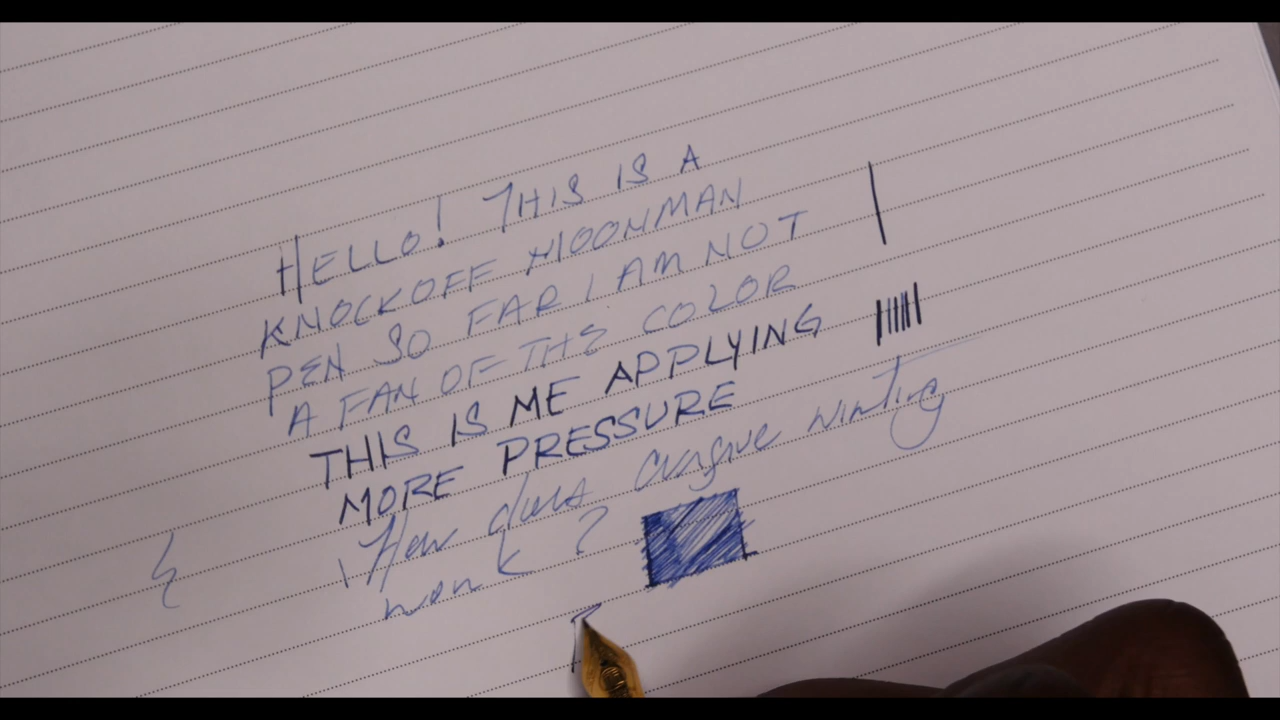 HELLO! THIS IS A
KNOCKOFF MOONMAN
PEN SO FAR I AM NOT
A FAN OF THE COLOR
THIS IS ME APPLYING
MORE PRESSURE
How does cursive writing
work?